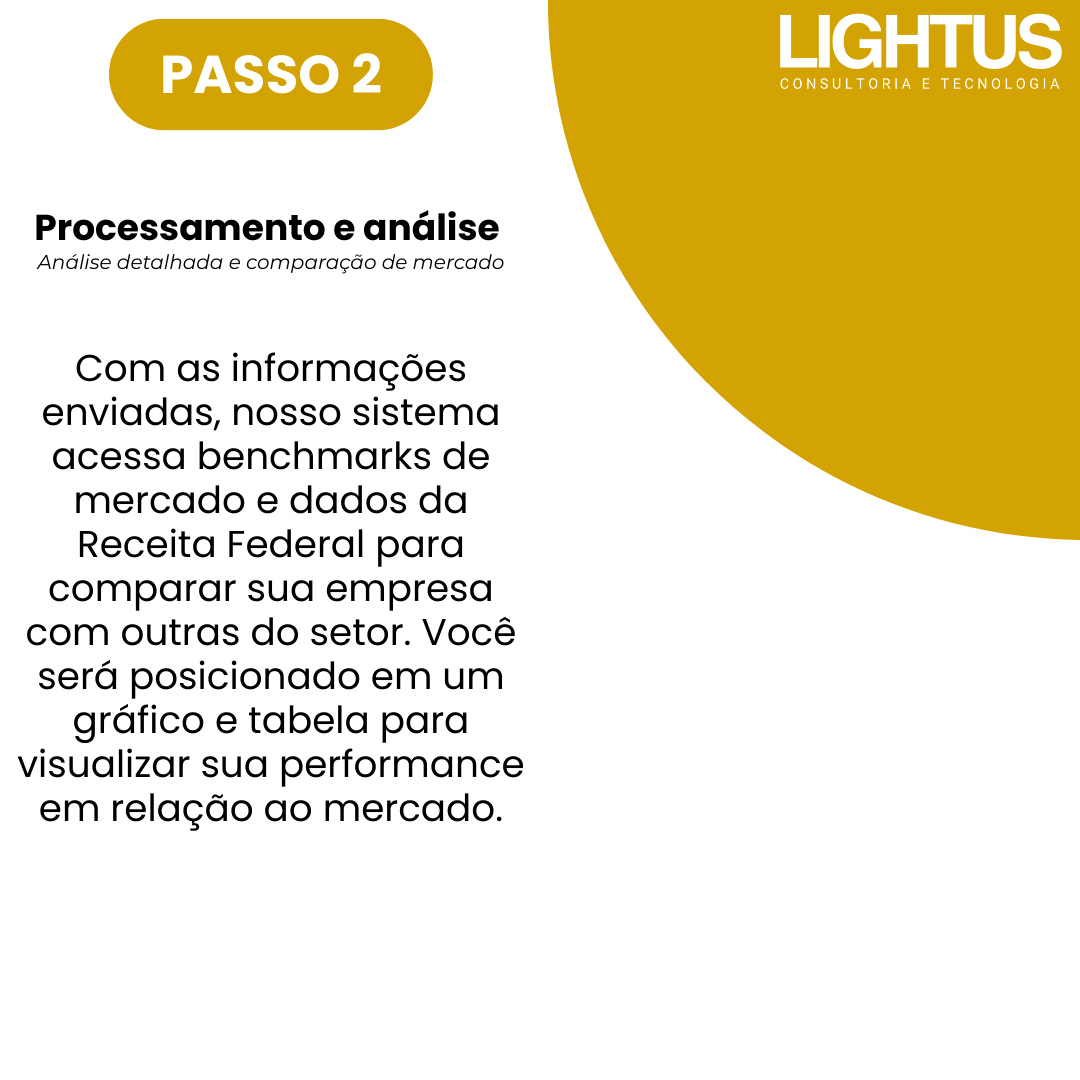 PASSO 2
LIGHTUS
CONSULTORIA E TECNOLOGIA
Processamento e análise
Análise detalhada e comparação de mercado
Com as informações
enviadas, nosso sistema
acessa benchmarks de
mercado e dados da
Receita Federal para
comparar sua empresa
com outras do setor. Você
será posicionado em um
gráfico e tabela para
visualizar sua performance
em relação ao mercado.